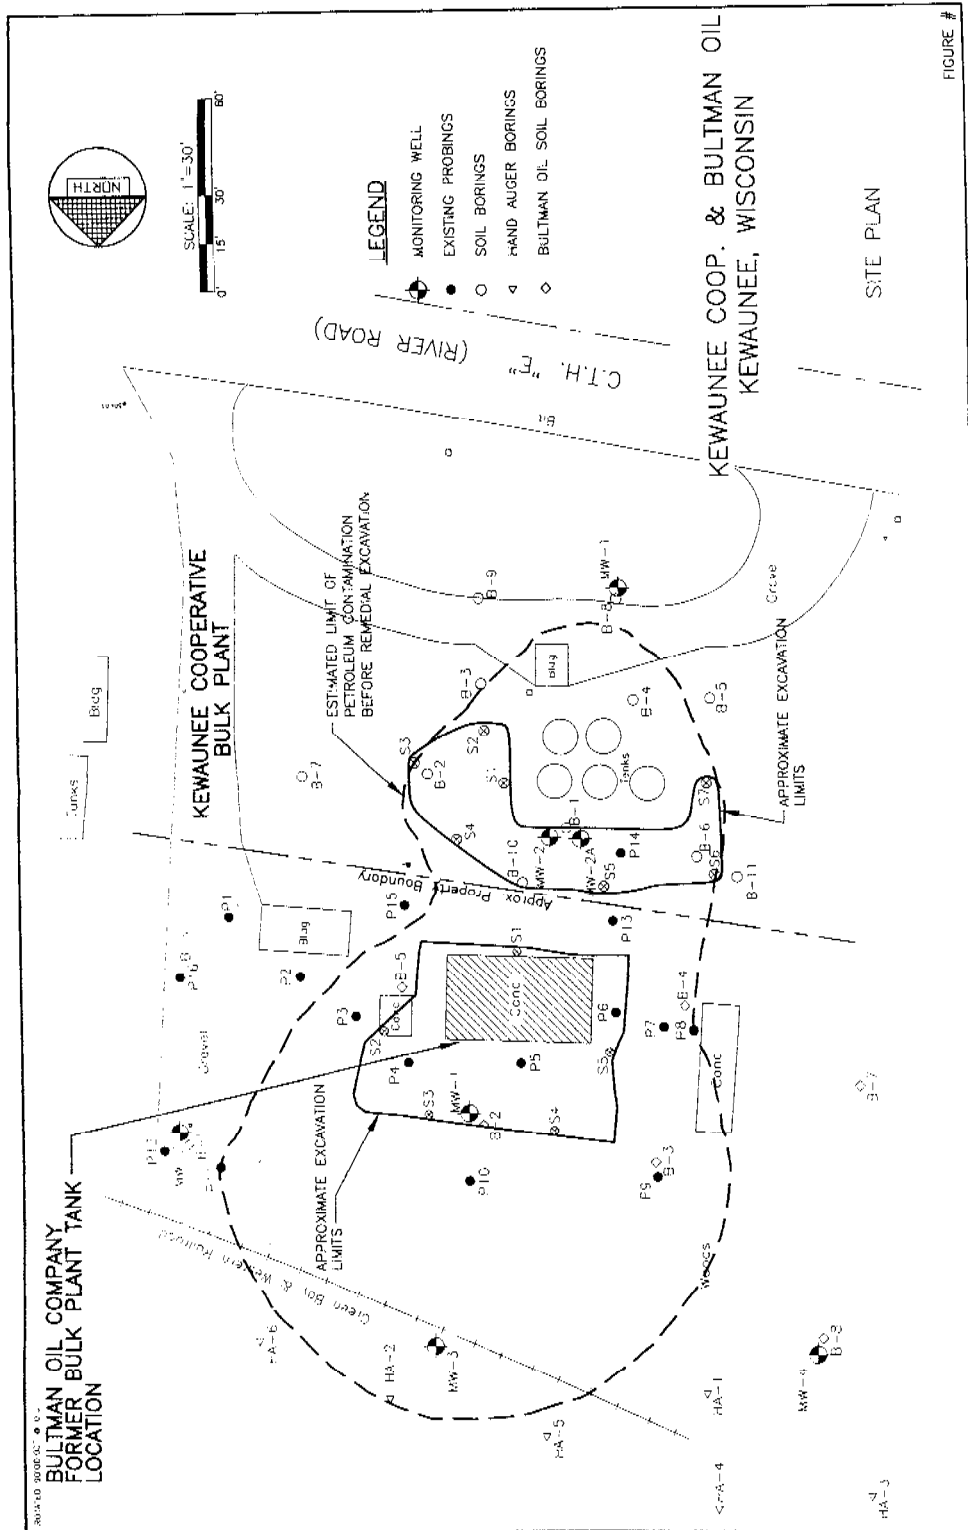 BULTMAN OIL COMPANY
FORMER BULK PLANT TANK
LOCATION
NORTH
SCALE: 1"=30'
0'
15'
30'
60'
LEGEND
MONITORING WELL
EXISTING PROBINGS
SOIL BORINGS
HAND AUGER BORINGS
BULTMAN OIL SOIL BORINGS
C.T.H. "E"
(RIVER ROAD)
Bit
KEWAUNEE COOPERATIVE
BULK PLANT
ESTIMATED LIMIT OF
PETROLEUM CONTAMINATION
BEFORE REMEDIAL EXCAVATION
Bldg
B-7
B-9
MW-1
B-8
B-3
Bldg
B-4
B-5
APPROXIMATE EXCAVATION
LIMITS
S3
B-2
S2
S1
S4
Tanks
B-1
MW-2
MW-2A
B-10
S5
P14
B-6
S7
S6
B-11
Approx Property Boundary
P1
P15
P13
Bldg
P2
P3
B-5
Conc
S2
P4
S1
Conc
P5
P6
S5
P7
P8
B-4
Conc
B-7
S3
MW-1
B-2
S4
P10
P9
B-3
Woods
APPROXIMATE EXCAVATION
LIMITS
Green Bay & Western Railroad
HA-6
HA-2
MW-3
HA-5
HA-1
HA-4
HA-3
MW-4
B-8
KEWAUNEE COOP. & BULTMAN OIL
KEWAUNEE, WISCONSIN
SITE PLAN
FIGURE #